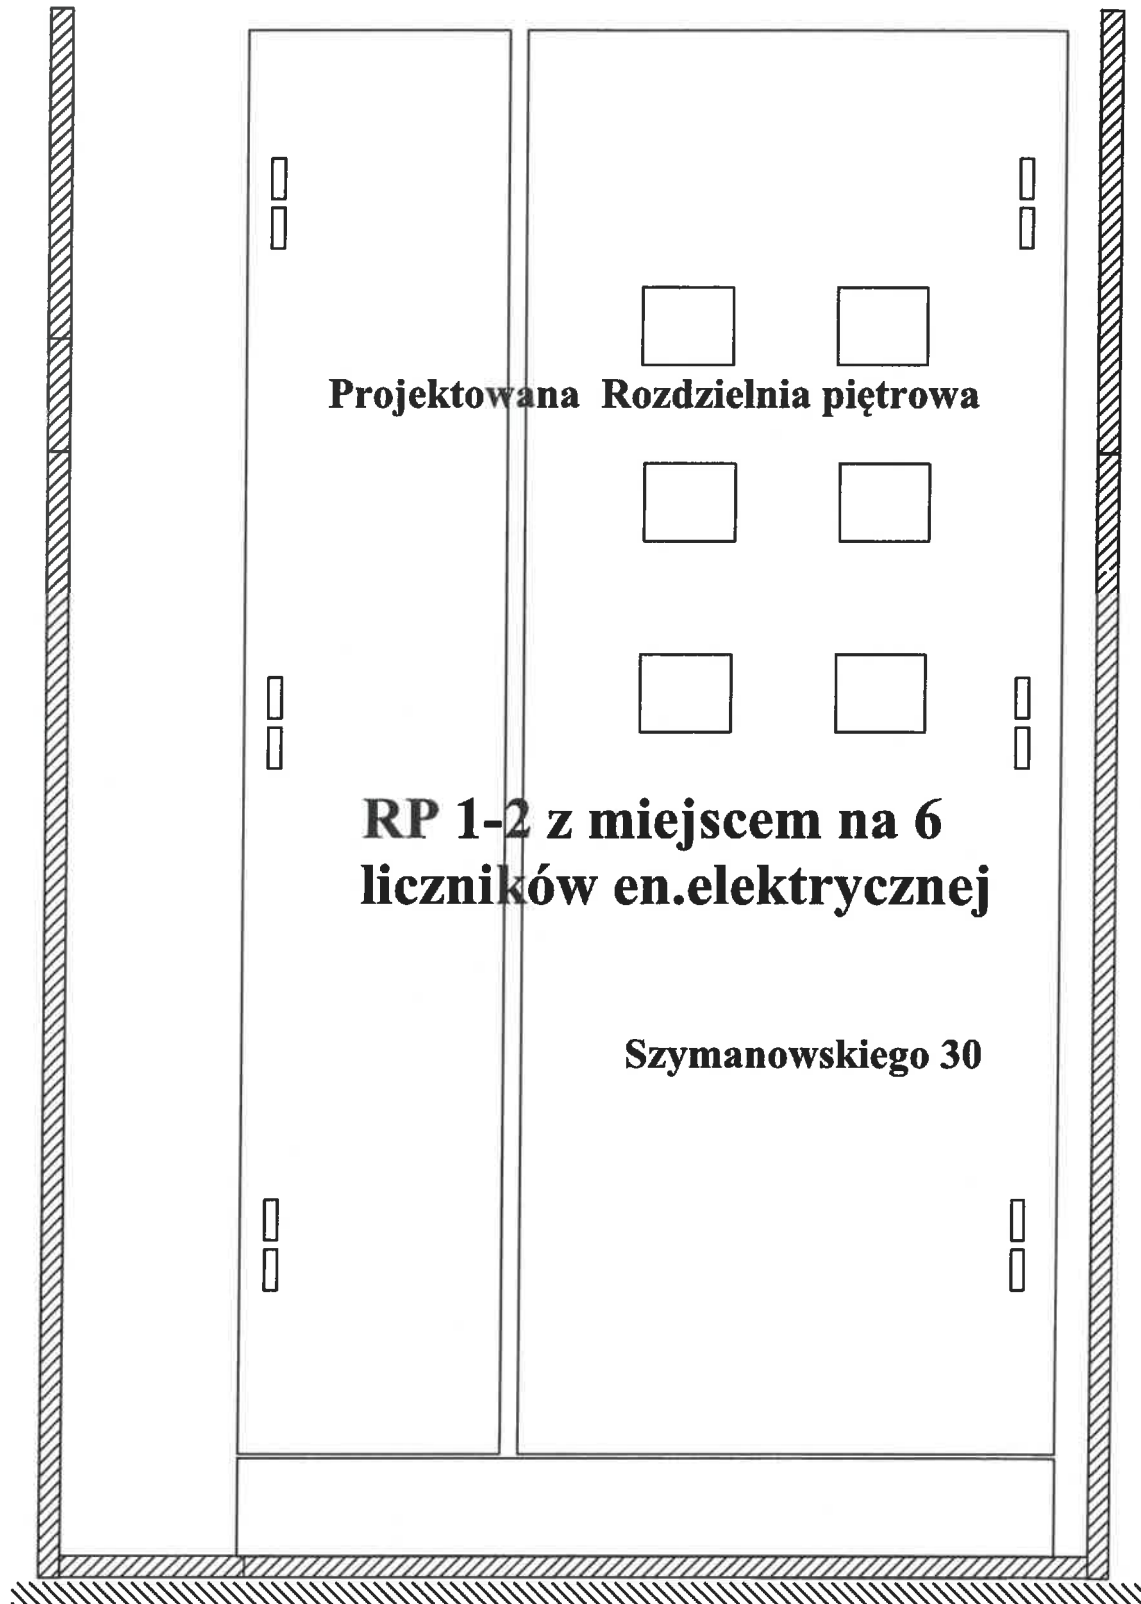 Projektowana Rozdzielnia piętrowa
RP 1-2 z miejscem na 6
liczników en.elektrycznej
Szymanowskiego 30